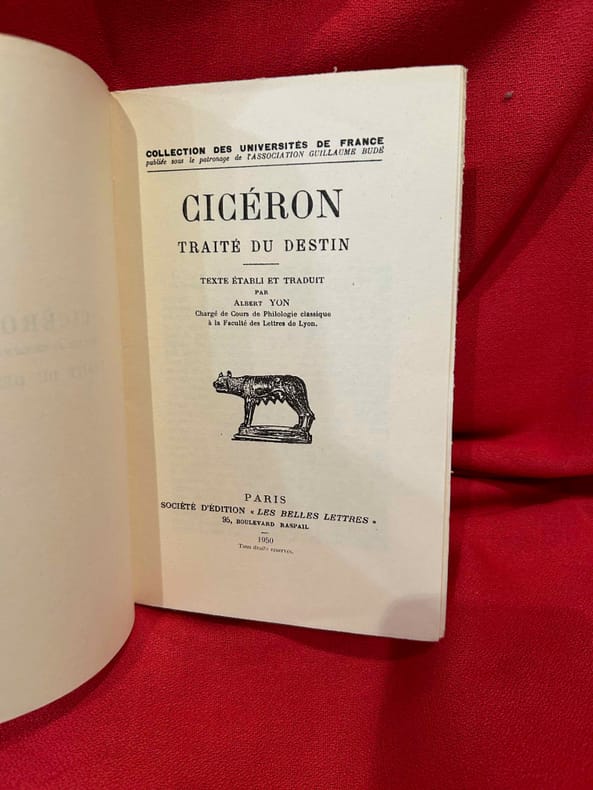 COLLECTION DES UNIVERSITÉS DE FRANCE
publiée sous le patronage de l'ASSOCIATION GUILLAUME BUDÉ
CICÉRON
TRAITÉ DU DESTIN
TEXTE ÉTABLI ET TRADUIT
PAR
ALBERT YON
Chargé de Cours de Philologie classique
à la Faculté des Lettres de Lyon.
PARIS
SOCIÉTÉ D'ÉDITION « LES BELLES LETTRES »
95, BOULEVARD RASPAIL
1950
Tous droits réservés.